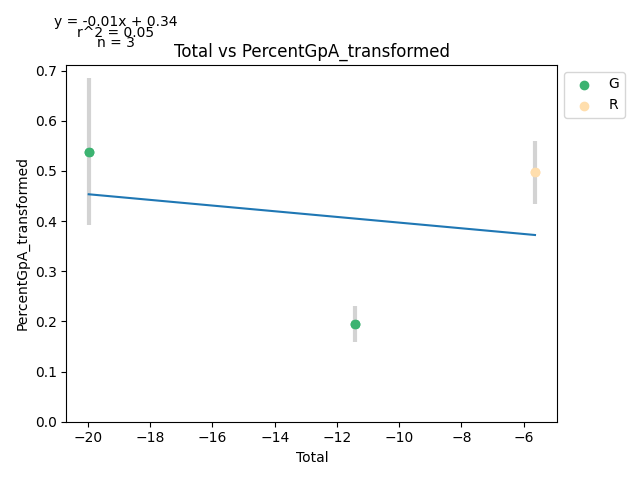 y = -0.01x + 0.34
r^2 = 0.05
n = 3
Total vs PercentGpA_transformed
0.7
0.6
0.5
0.4
0.3
0.2
0.1
0.0
PercentGpA_transformed
−20
−18
−16
−14
−12
−10
−8
−6
Total
G
R